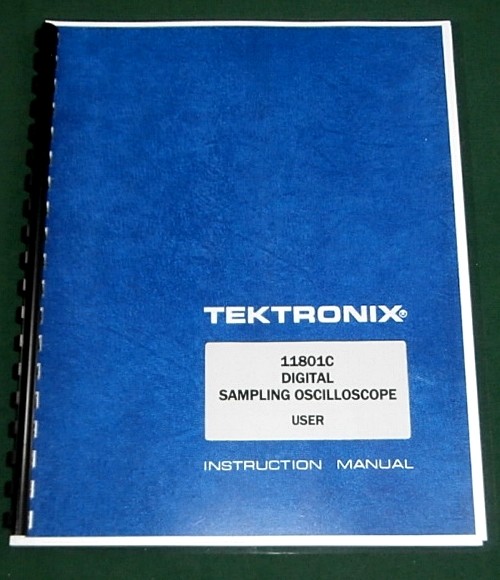 TEKTRONIX®
11801C
DIGITAL
SAMPLING OSCILLOSCOPE
USER
INSTRUCTION MANUAL